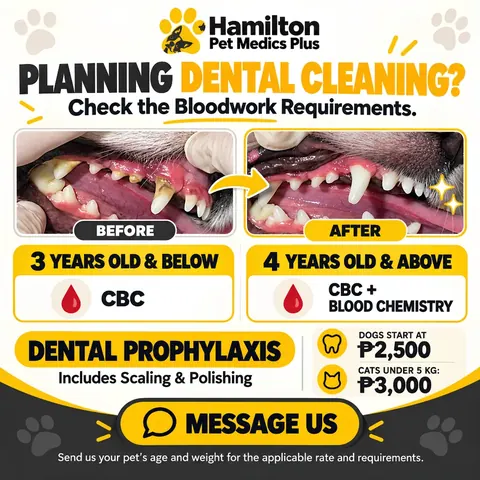 Hamilton
Pet Medics Plus
PLANNING DENTAL CLEANING?
Check the Bloodwork Requirements.
BEFORE
AFTER
3 YEARS OLD & BELOW
CBC
4 YEARS OLD & ABOVE
CBC +
BLOOD CHEMISTRY
DENTAL PROPHYLAXIS
Includes Scaling & Polishing
DOGS START AT
₱2,500
CATS UNDER 5 KG:
₱3,000
MESSAGE US
Send us your pet's age and weight for the applicable rate and requirements.